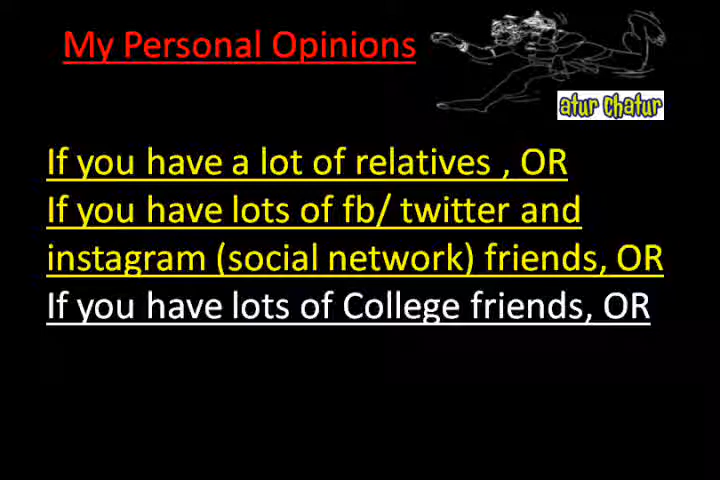 My Personal Opinions
atur chatur
If you have a lot of relatives , OR
If you have lots of fb/ twitter and
instagram (social network) friends, OR
If you have lots of College friends, OR